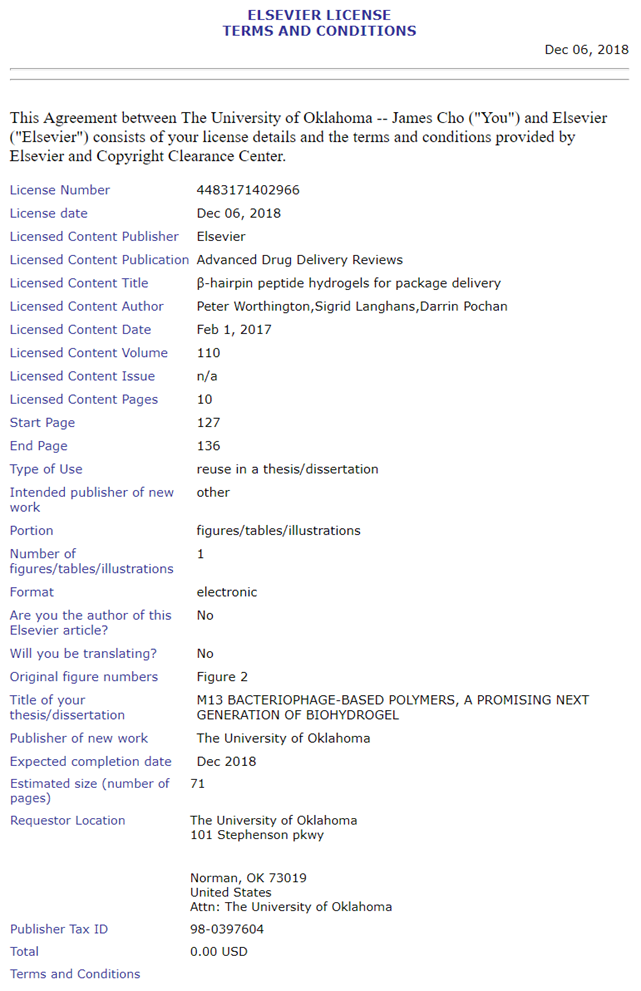 ELSEVIER LICENSE
TERMS AND CONDITIONS
Dec 06, 2018
This Agreement between The University of Oklahoma -- James Cho ("You") and Elsevier
("Elsevier") consists of your license details and the terms and conditions provided by
Elsevier and Copyright Clearance Center.
License Number 4483171402966
License date Dec 06, 2018
Licensed Content Publisher Elsevier
Licensed Content Publication Advanced Drug Delivery Reviews
Licensed Content Title β-hairpin peptide hydrogels for package delivery
Licensed Content Author Peter Worthington,Sigrid Langhans,Darrin Pochan
Licensed Content Date Feb 1, 2017
Licensed Content Volume 110
Licensed Content Issue n/a
Licensed Content Pages 10
Start Page 127
End Page 136
Type of Use reuse in a thesis/dissertation
Intended publisher of new other
work
Portion figures/tables/illustrations
Number of 1
figures/tables/illustrations
Format electronic
Are you the author of this No
Elsevier article?
Will you be translating? No
Original figure numbers Figure 2
Title of your M13 BACTERIOPHAGE-BASED POLYMERS, A PROMISING NEXT
thesis/dissertation GENERATION OF BIOHYDROGEL
Publisher of new work The University of Oklahoma
Expected completion date Dec 2018
Estimated size (number of 71
pages)
Requestor Location The University of Oklahoma
101 Stephenson pkwy
Norman, OK 73019
United States
Attn: The University of Oklahoma
Publisher Tax ID 98-0397604
Total 0.00 USD
Terms and Conditions